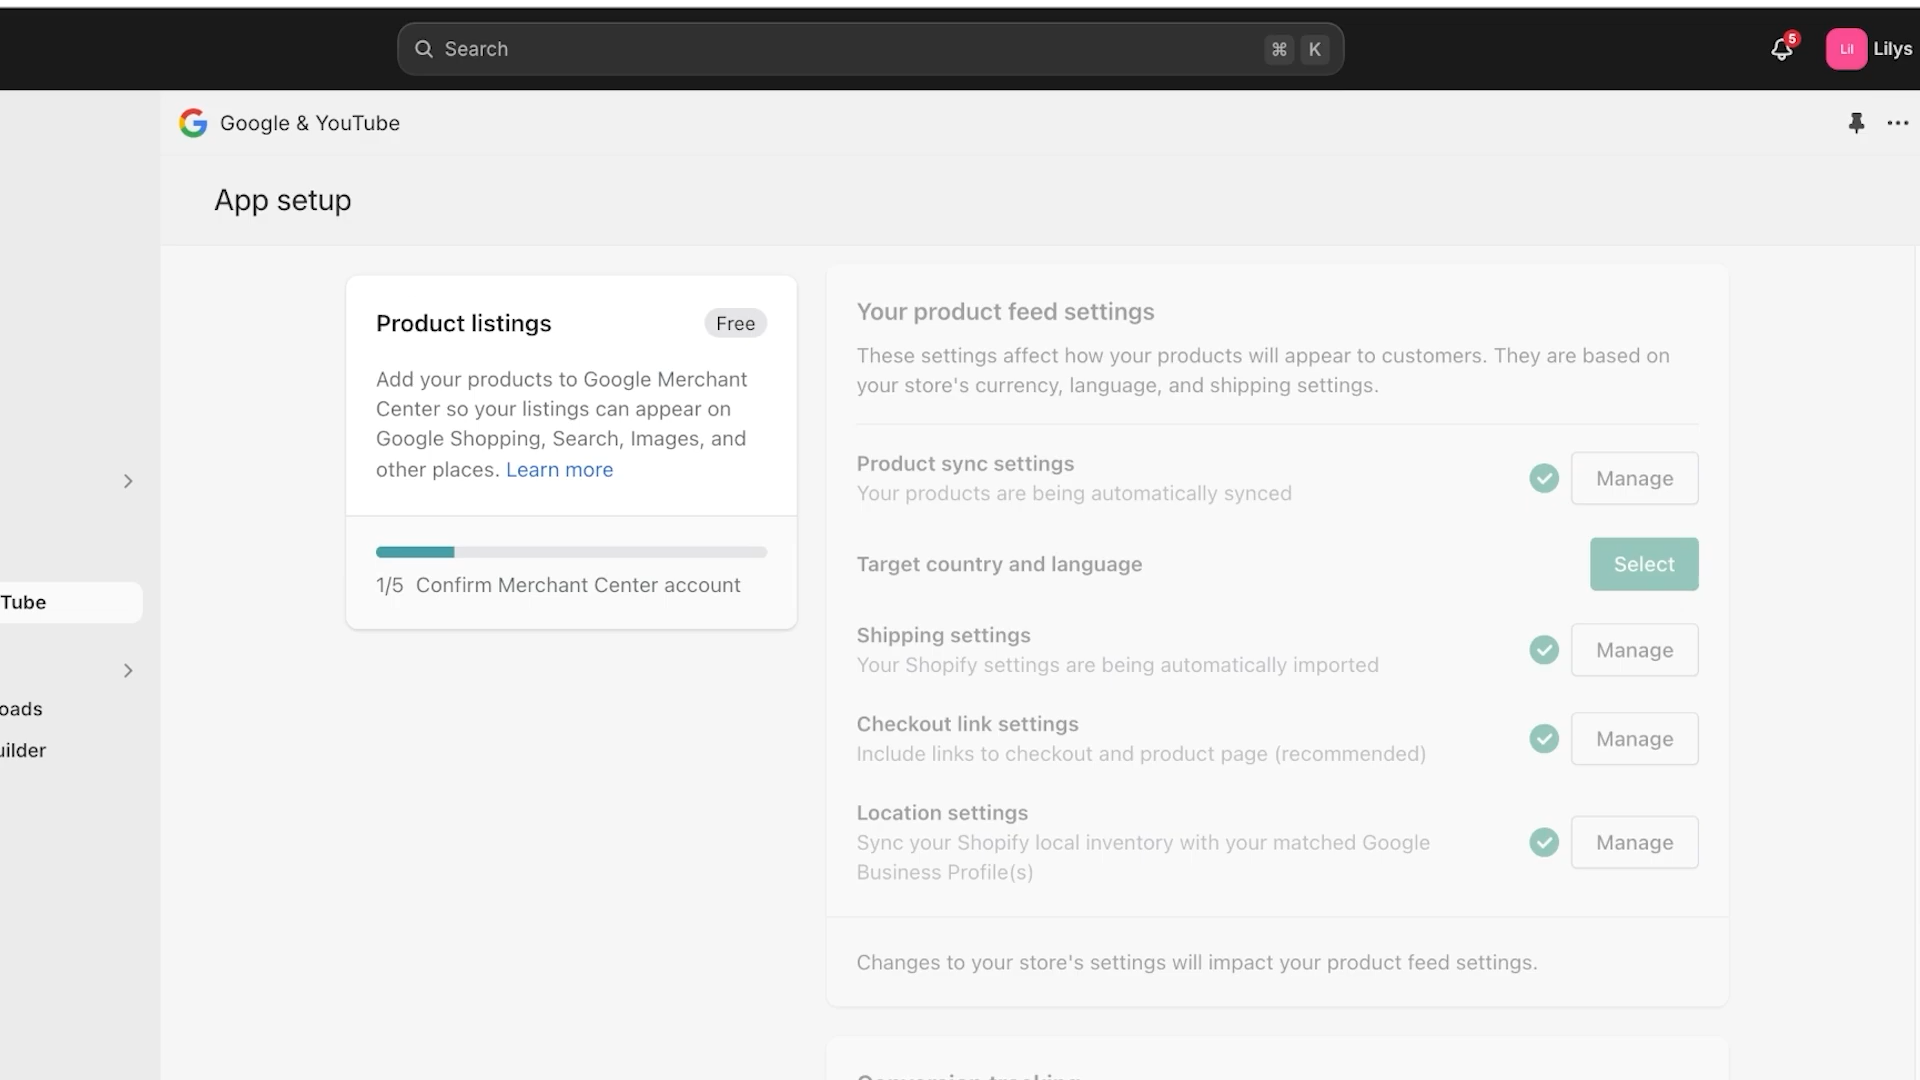 Search
⌘ K
5
Lil
Lilys
Google & YouTube
App setup
Product listings
Free
Add your products to Google Merchant
Center so your listings can appear on
Google Shopping, Search, Images, and
other places. Learn more
1/5 Confirm Merchant Center account
Your product feed settings
These settings affect how your products will appear to customers. They are based on
your store's currency, language, and shipping settings.
Product sync settings
Your products are being automatically synced
Manage
Target country and language
Select
Shipping settings
Your Shopify settings are being automatically imported
Manage
Checkout link settings
Include links to checkout and product page (recommended)
Manage
Location settings
Sync your Shopify local inventory with your matched Google
Business Profile(s)
Manage
Changes to your store's settings will impact your product feed settings.
Conversion tracking
Tube
oads
uilder